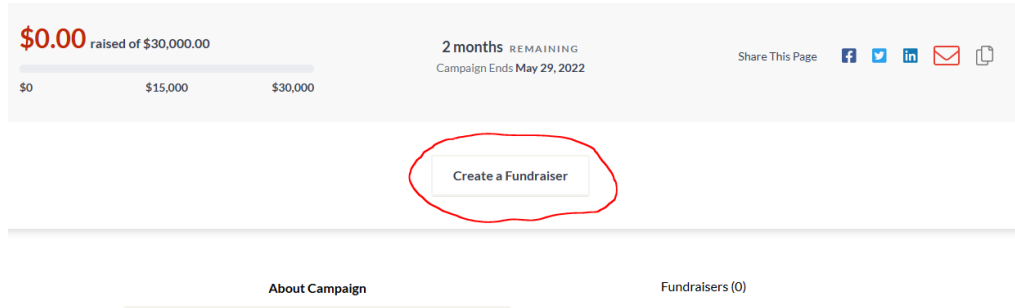 $0.00 raised of $30,000.00
$0 $15,000 $30,000
2 months REMAINING
Campaign Ends May 29, 2022
Share This Page
Create a Fundraiser
About Campaign
Fundraisers (0)